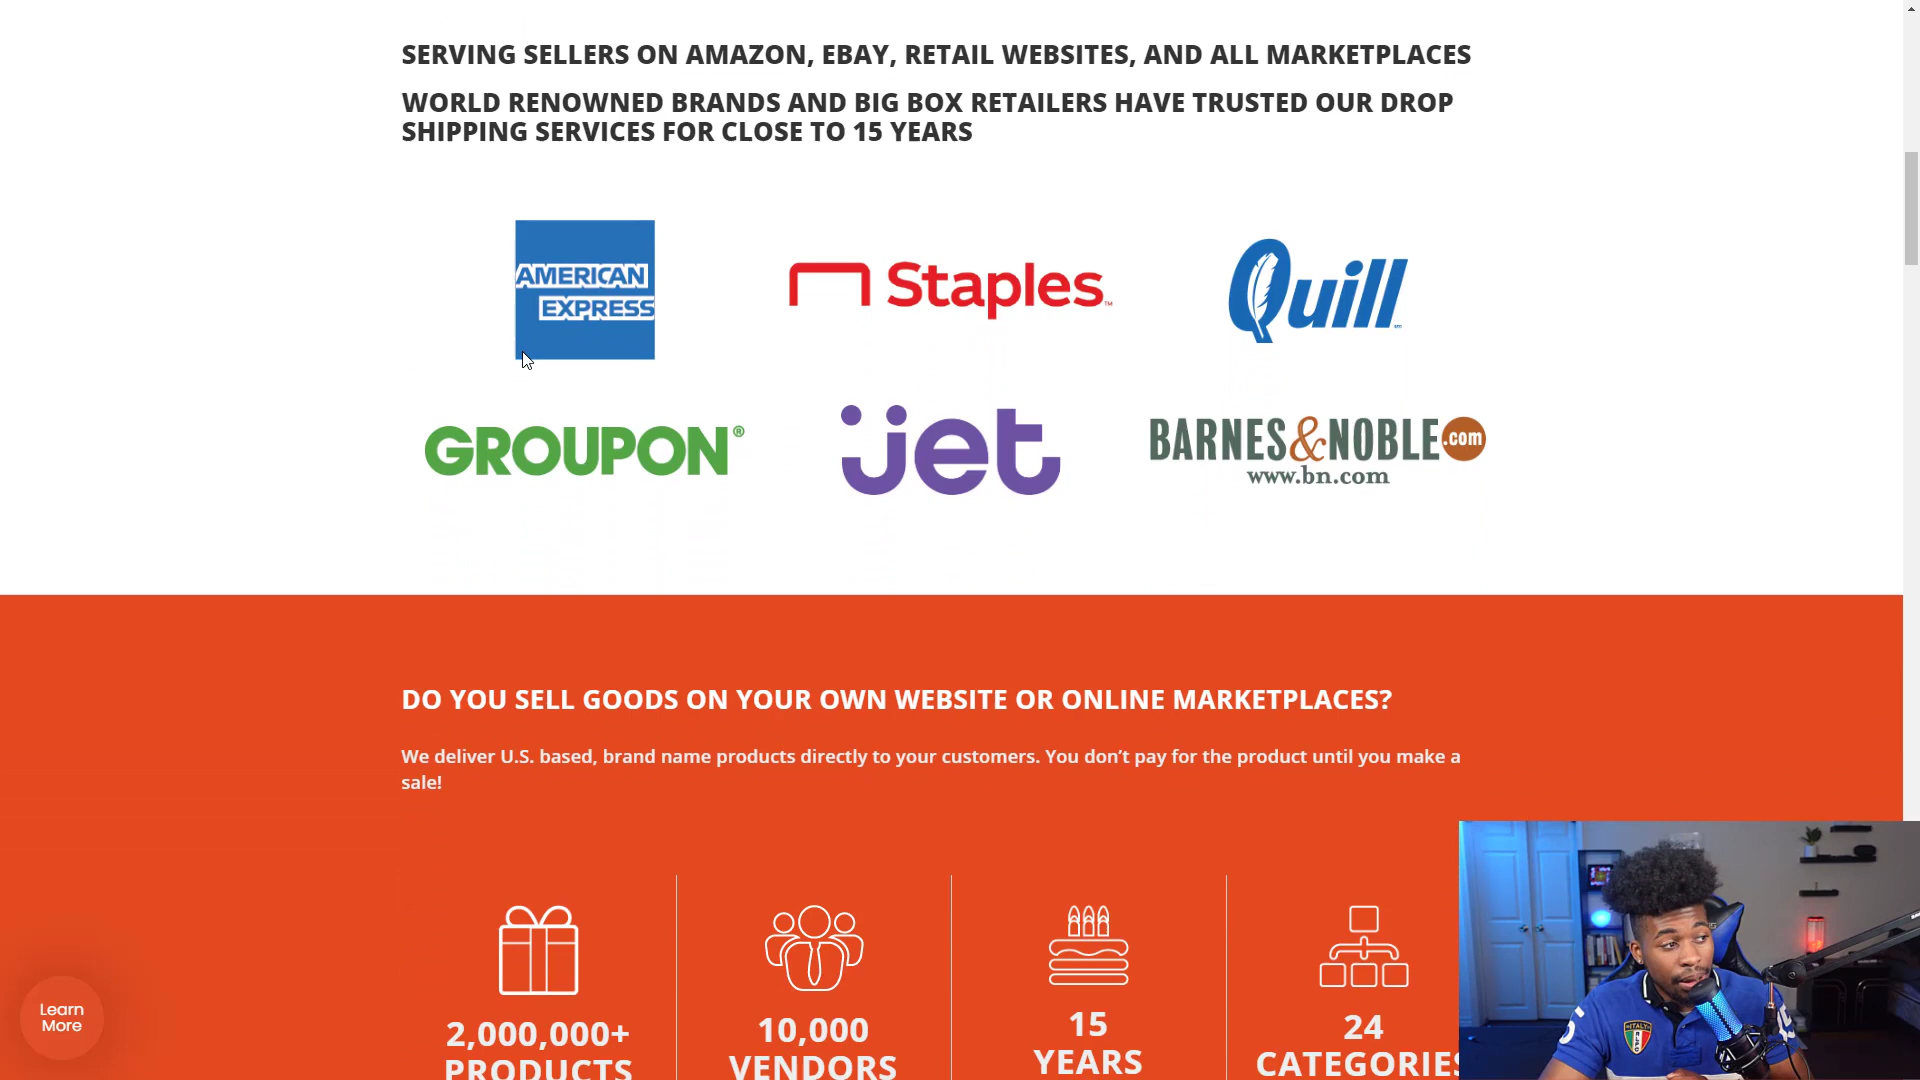 SERVING SELLERS ON AMAZON, EBAY, RETAIL WEBSITES, AND ALL MARKETPLACES
WORLD RENOWNED BRANDS AND BIG BOX RETAILERS HAVE TRUSTED OUR DROP
SHIPPING SERVICES FOR CLOSE TO 15 YEARS
AMERICAN
EXPRESS
Staples™
Quill
GROUPON®
jet
BARNES&NOBLE.com
www.bn.com
DO YOU SELL GOODS ON YOUR OWN WEBSITE OR ONLINE MARKETPLACES?
We deliver U.S. based, brand name products directly to your customers. You don’t pay for the product until you make a
sale!
2,000,000+
PRODUCTS
10,000
VENDORS
15
YEARS
24
CATEGORIES
Learn
More
ITALY